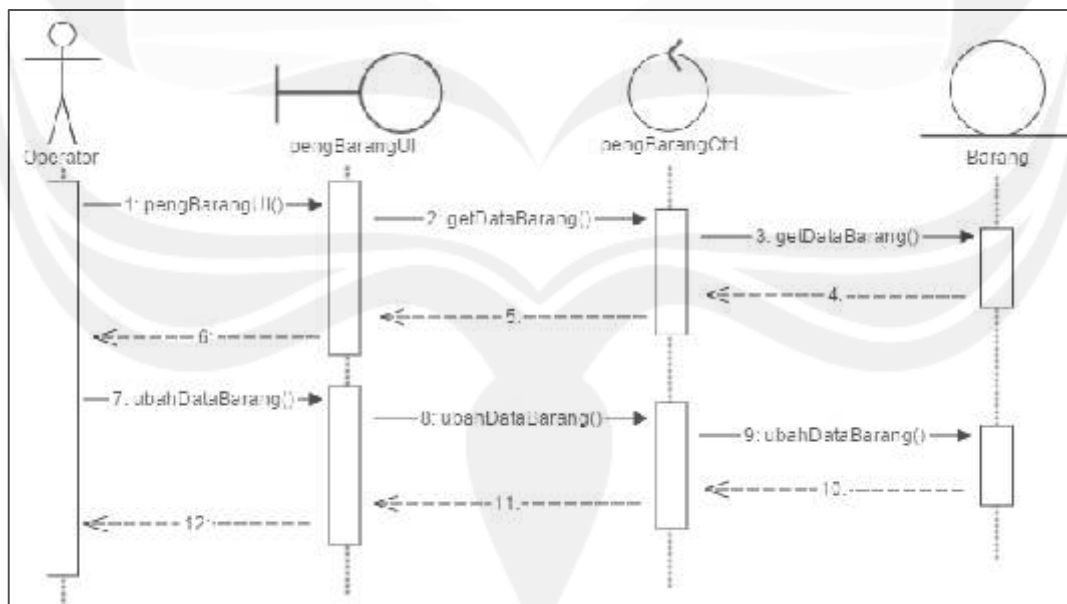 Operator
pengBarangUI
pengBarangCtrl
Barang
1: pengBarangUI()
2: getDataBarang()
3: getDataBarang()
4:
5:
6:
7: ubahDataBarang()
8: ubahDataBarang()
9: ubahDataBarang()
10:
11:
12: